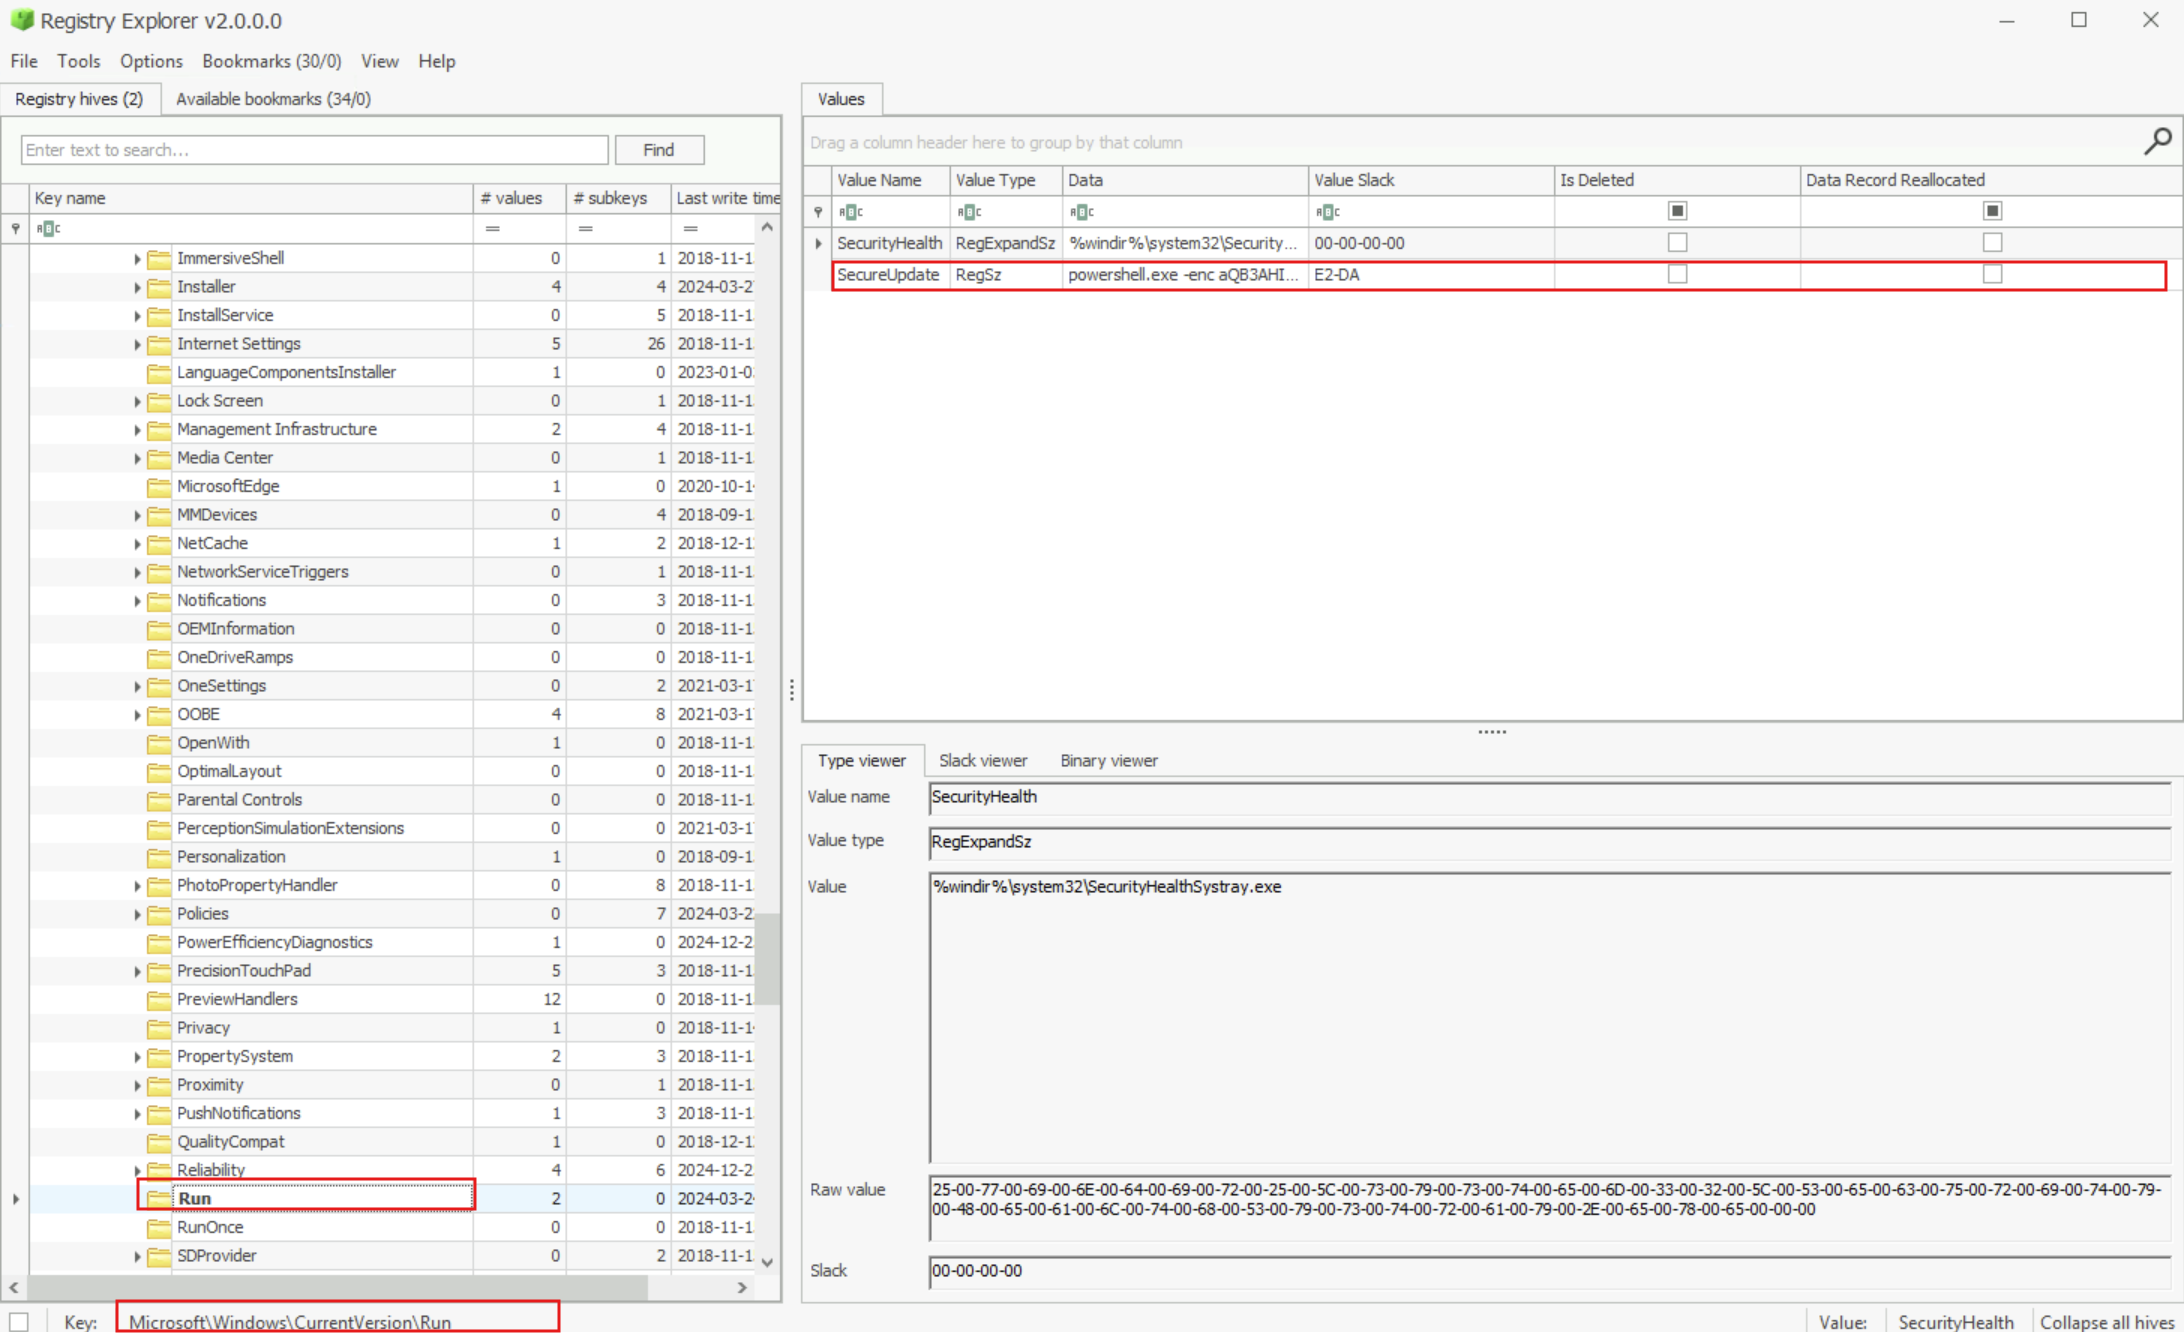 Registry Explorer v2.0.0.0
File Tools Options Bookmarks (30/0) View Help
Registry hives (2) Available bookmarks (34/0)
Enter text to search... Find
Key name # values # subkeys Last write time
=  =  =
ImmersiveShell 0 1 2018-11-1
Installer 4 4 2024-03-2
InstallService 0 5 2018-11-1
Internet Settings 5 26 2018-11-1
LanguageComponentsInstaller 1 0 2023-01-0
Lock Screen 0 1 2018-11-1
Management Infrastructure 2 4 2018-11-1
Media Center 0 1 2018-11-1
MicrosoftEdge 1 0 2020-10-1
MMDevices 0 4 2018-09-1
NetCache 1 2 2018-12-1
NetworkServiceTriggers 0 1 2018-11-1
Notifications 0 3 2018-11-1
OEMInformation 0 0 2018-11-1
OneDriveRamps 0 0 2018-11-1
OneSettings 0 2 2021-03-1
OOBE 4 8 2021-03-1
OpenWith 1 0 2018-11-1
OptimalLayout 0 0 2018-11-1
Parental Controls 0 0 2018-11-1
PerceptionSimulationExtensions 0 0 2021-03-1
Personalization 1 0 2018-09-1
PhotoPropertyHandler 0 8 2018-11-1
Policies 0 7 2024-03-2
PowerEfficiencyDiagnostics 1 0 2024-12-2
PrecisionTouchPad 5 3 2018-11-1
PreviewHandlers 12 0 2018-11-1
Privacy 1 0 2018-11-1
PropertySystem 2 3 2018-11-1
Proximity 0 1 2018-11-1
PushNotifications 1 3 2018-11-1
QualityCompat 1 0 2018-12-1
Reliability 4 6 2024-12-2
Run 2 0 2024-03-2
RunOnce 0 0 2018-11-1
SDProvider 0 2 2018-11-1
Key: Microsoft\Windows\CurrentVersion\Run
Values
Drag a column header here to group by that column
Value Name Value Type Data Value Slack Is Deleted Data Record Reallocated
SecurityHealth RegExpandSz %windir%\system32\Security... 00-00-00-00
SecureUpdate RegSz powershell.exe -enc aQB3AHI... E2-DA
Type viewer Slack viewer Binary viewer
Value name SecurityHealth
Value type RegExpandSz
Value %windir%\system32\SecurityHealthSystray.exe
Raw value 25-00-77-00-69-00-6E-00-64-00-69-00-72-00-25-00-5C-00-73-00-79-00-73-00-74-00-65-00-6D-00-33-00-32-00-5C-00-53-00-65-00-63-00-75-00-72-00-69-00-74-00-79-
00-48-00-65-00-61-00-6C-00-74-00-68-00-53-00-79-00-73-00-74-00-72-00-61-00-79-00-2E-00-65-00-78-00-65-00-00-00
Slack 00-00-00-00
Value: SecurityHealth Collapse all hives